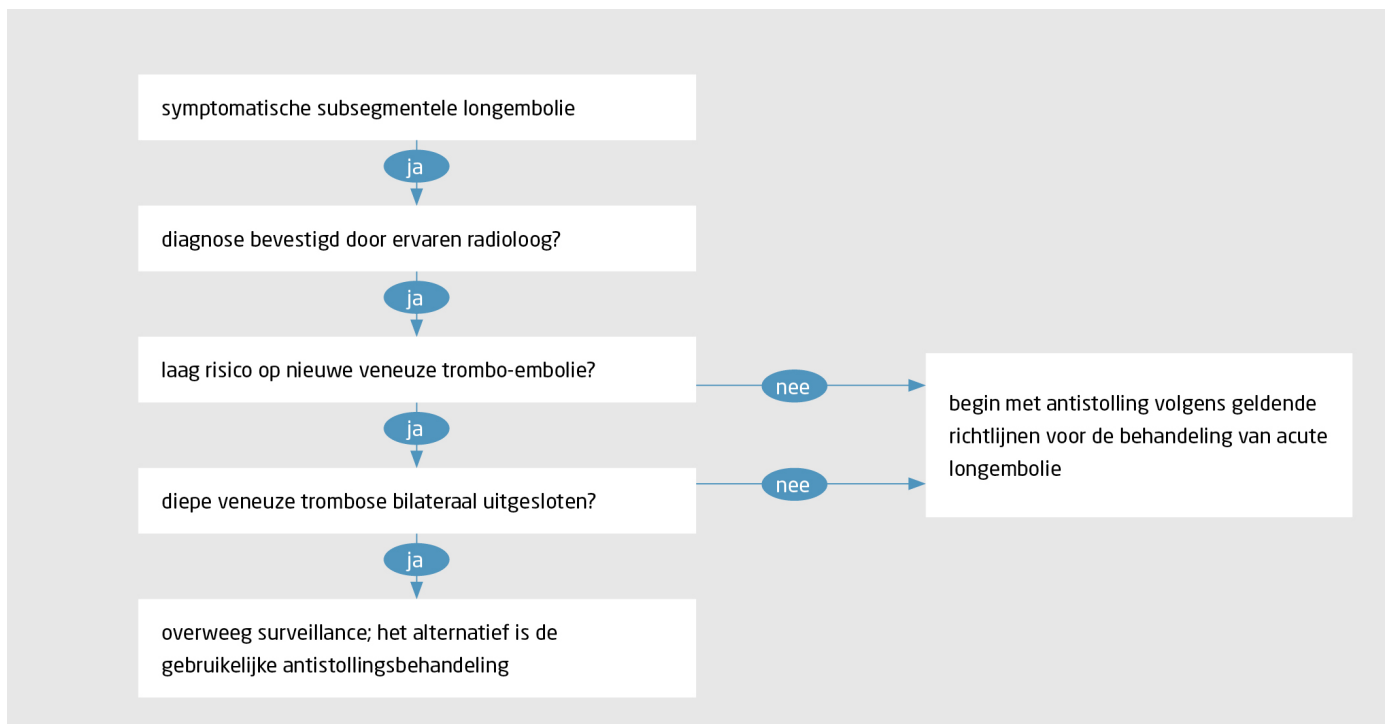 symptomatische subsegmentele longembolie
ja
diagnose bevestigd door ervaren radioloog?
ja
laag risico op nieuwe veneuze trombo-embolie?
nee
begin met antistolling volgens geldende
richtlijnen voor de behandeling van acute
longembolie
ja
diepe veneuze trombose bilateraal uitgesloten?
nee
ja
overweeg surveillance; het alternatief is de
gebruikelijke antistollingsbehandeling